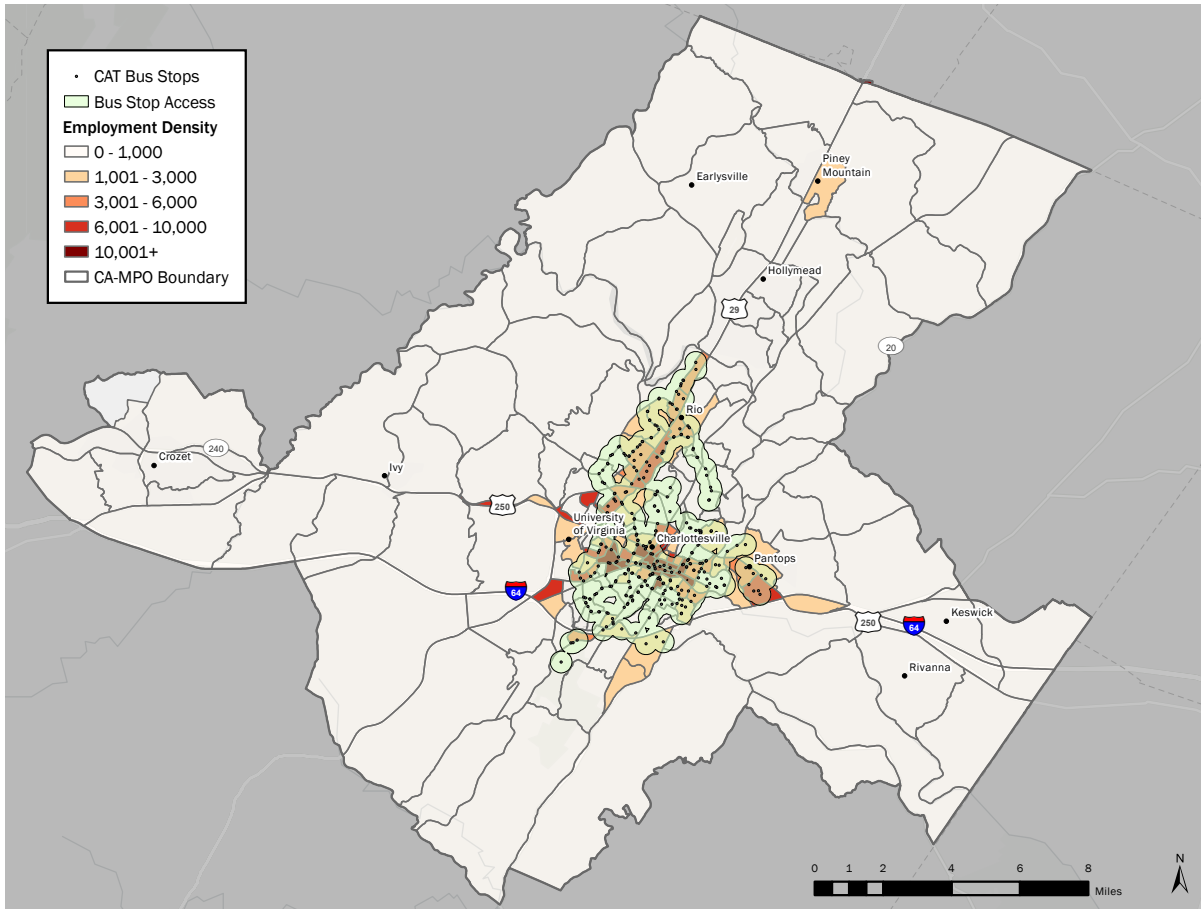 CAT Bus Stops
Bus Stop Access
Employment Density
0 - 1,000
1,001 - 3,000
3,001 - 6,000
6,001 - 10,000
10,001+
CA-MPO Boundary
Piney
Mountain
Earlysville
Hollymead
29
20
Rio
240
Crozet
Ivy
250
University
of Virginia
Charlottesville
Pantops
64
Keswick
250
64
Rivanna
0 1 2 4 6 8
Miles
N